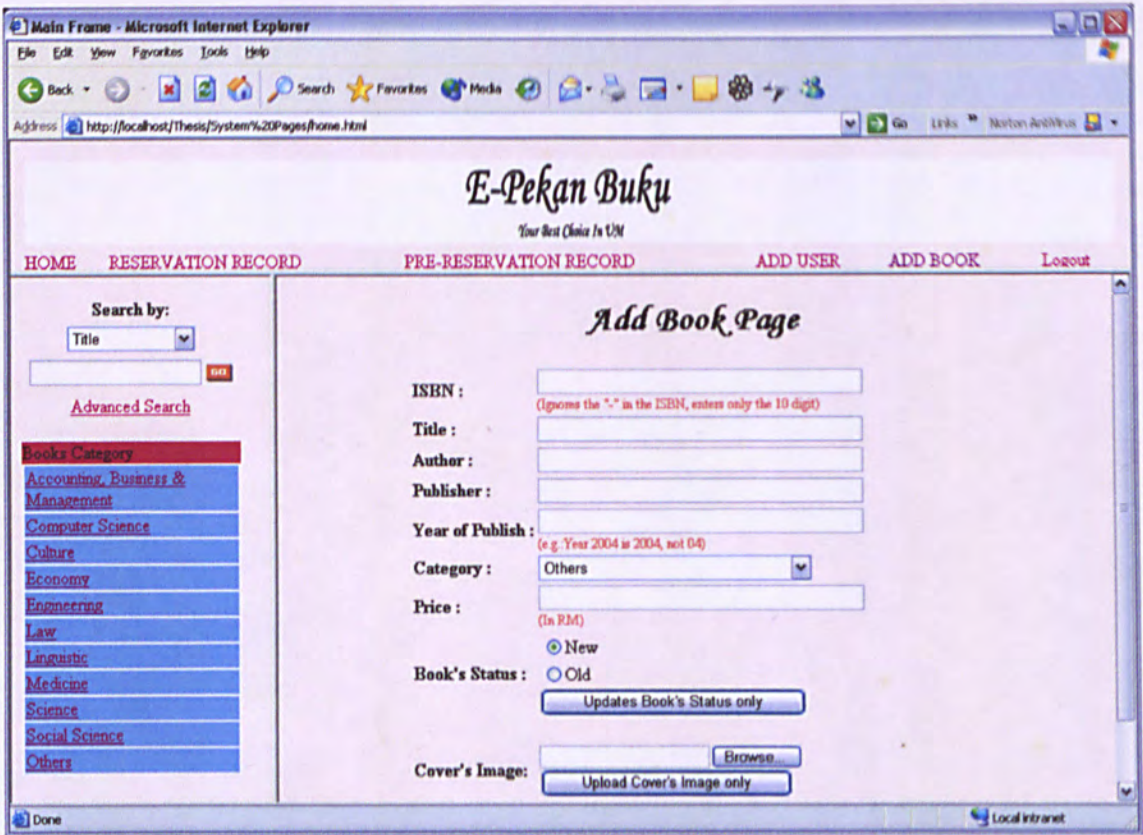 Main Frame - Microsoft Internet Explorer
File Edit View Favorites Tools Help
Back Search Favorites Media
Address http://localhost/Thesis/System%20Pages/home.html Go Links » Norton AntiVirus
E-Pekan Buku
Your Best Choice In UM
HOME RESERVATION RECORD PRE-RESERVATION RECORD ADD USER ADD BOOK Logout
Search by:
Title
GO
Advanced Search
Books Category
Accounting, Business &
Management
Computer Science
Culture
Economy
Engineering
Law
Linguistic
Medicine
Science
Social Science
Others
Add Book Page
ISBN :
(Ignores the "-" in the ISBN, enters only the 10 digit)
Title :
Author :
Publisher :
Year of Publish :
(e.g. Year 2004 is 2004, not 04)
Category : Others
Price :
(In RM)
New
Book's Status : Old
Updates Book's Status only
Cover's Image: Browse...
Upload Cover's Image only
Done Local intranet